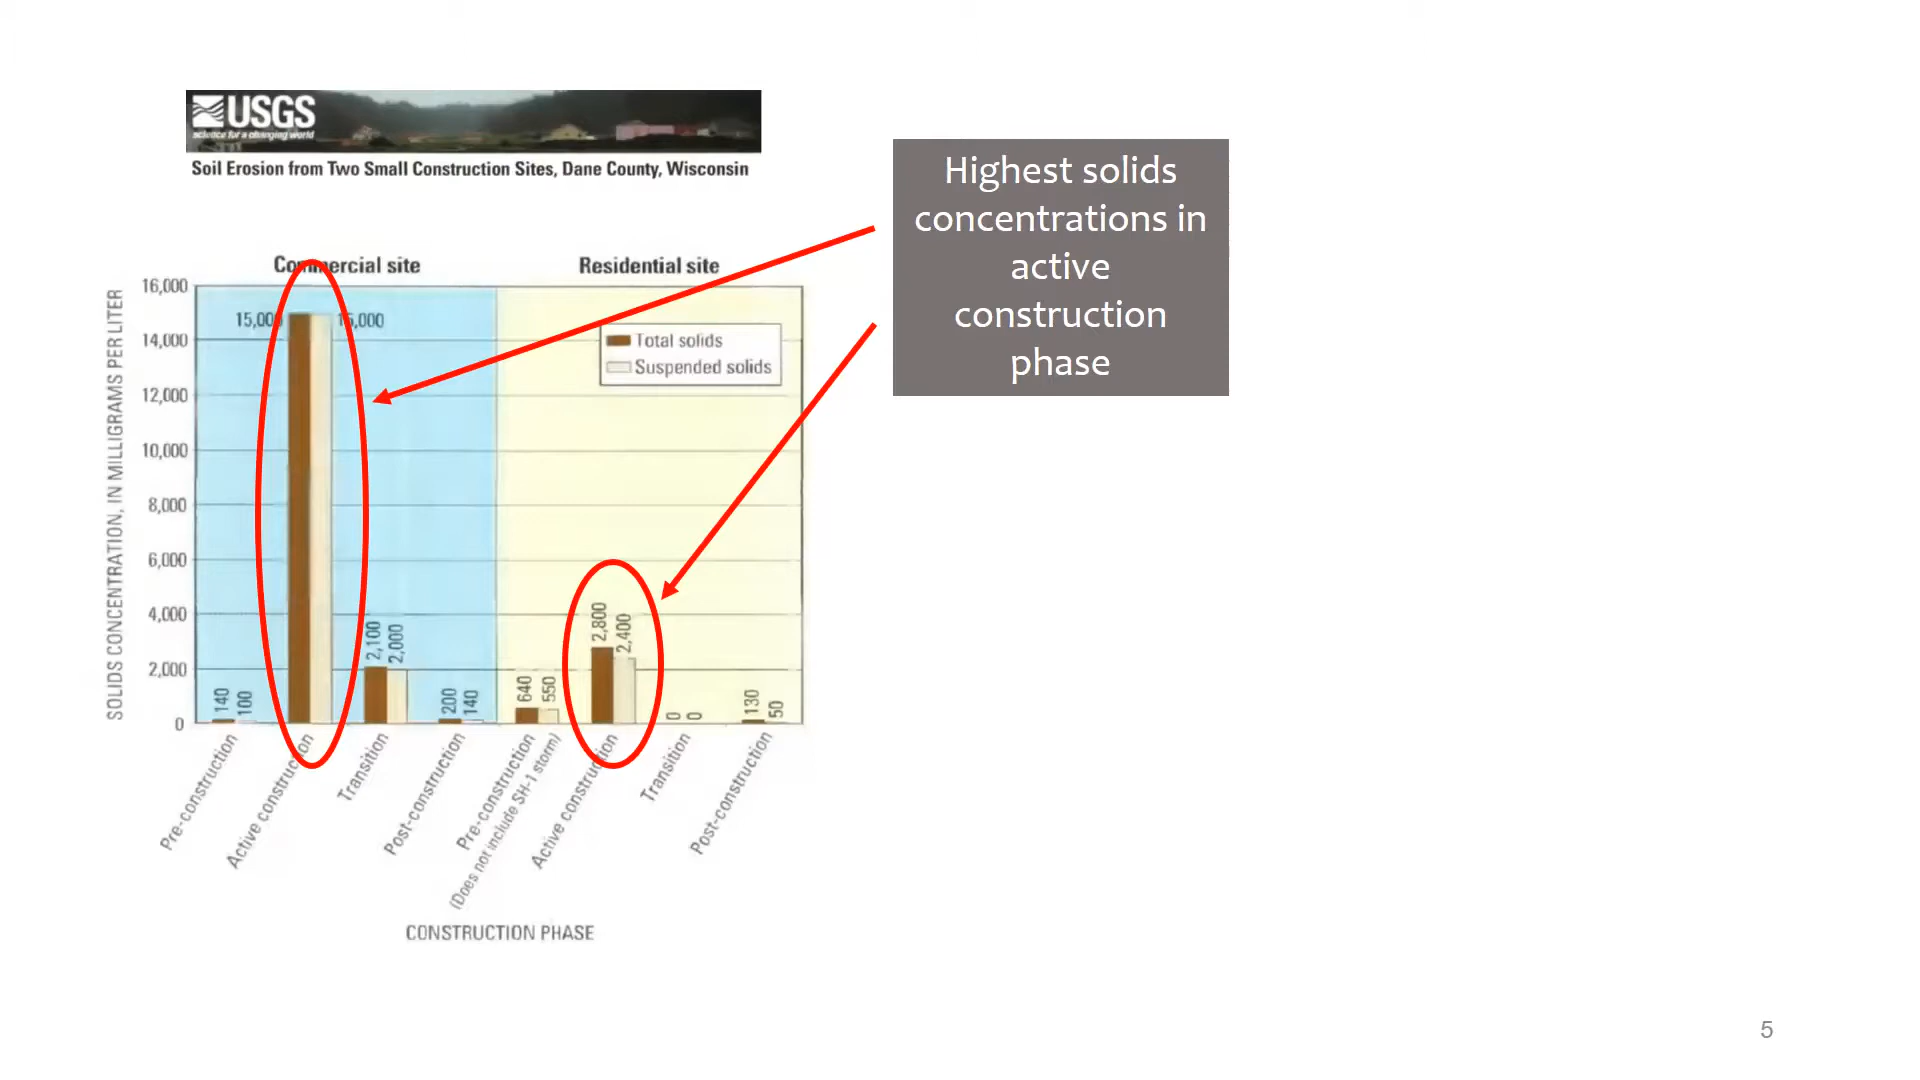 USGS
science for a changing world
Soil Erosion from Two Small Construction Sites, Dane County, Wisconsin
Highest solids
concentrations in
active
construction
phase
Commercial site
Residential site
SOLIDS CONCENTRATION, IN MILLIGRAMS PER LITER
16,000
14,000
12,000
10,000
8,000
6,000
4,000
2,000
0
Total solids
Suspended solids
140
100
15,000
15,000
2,100
2,000
200
140
640
550
2,800
2,400
0
0
130
50
Pre-construction
Active construction
Transition
Post-construction
Pre-construction
(Does not include SH-1 storm)
Active construction
Transition
Post-construction
CONSTRUCTION PHASE
5